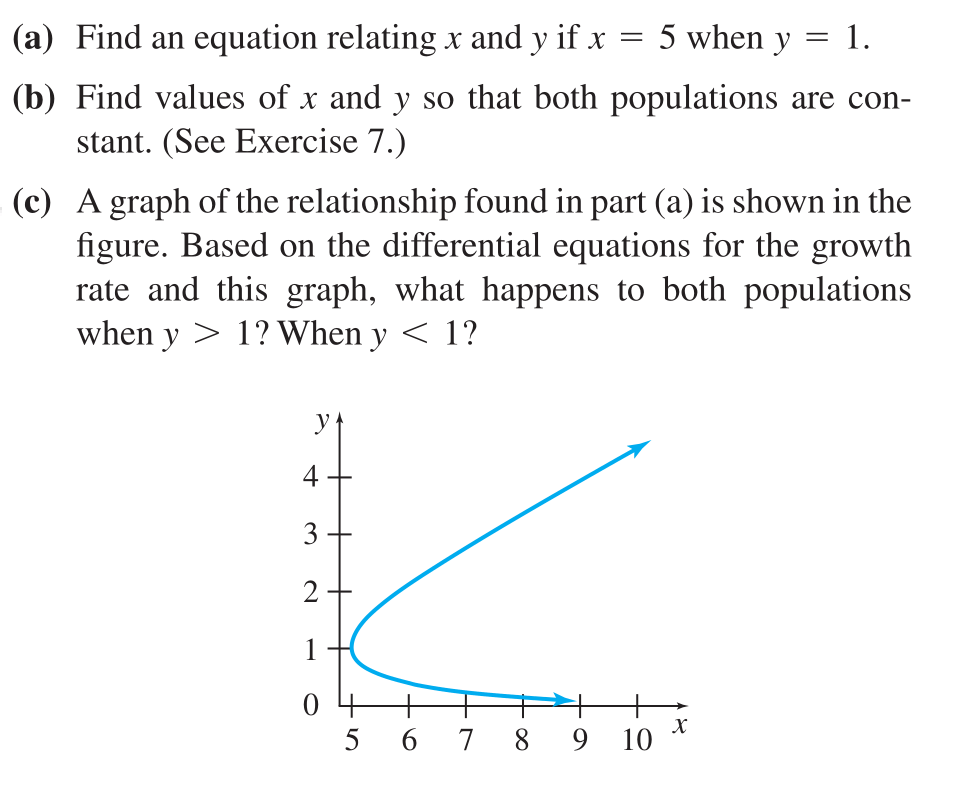 (a) Find an equation relating x and y if x = 5 when y = 1.
(b) Find values of x and y so that both populations are con-
stant. (See Exercise 7.)
(c) A graph of the relationship found in part (a) is shown in the
figure. Based on the differential equations for the growth
rate and this graph, what happens to both populations
when y > 1? When y < 1?
y
4
3
2
1
0
x
5 6 7 8 9 10